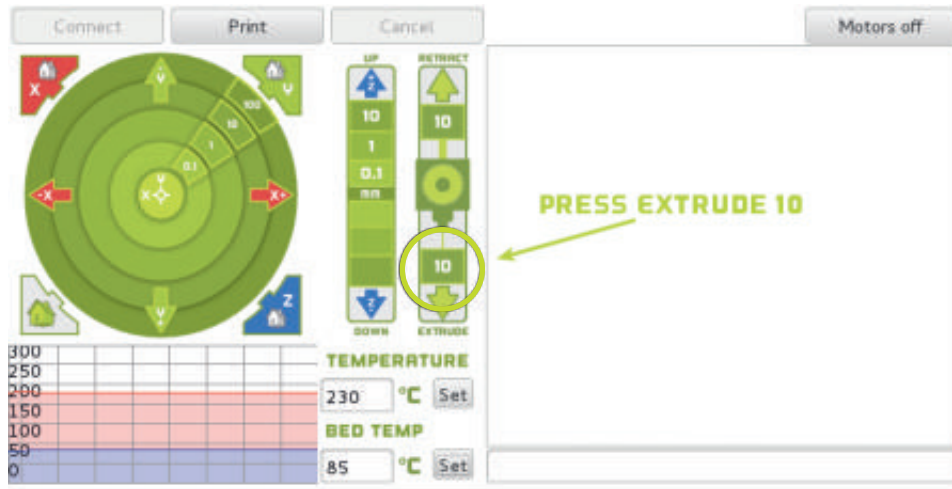 Connect Print Cancel Motors off
UP RETRACT
X Y
Y
+Z
10 10
100
10
1
1
0.1
0.1
mm
Y
X
-X X+
PRESS EXTRUDE 10
10
Z
Y
-Z
DOWN EXTRUDE
300
250
200
150
100
50
0
TEMPERATURE
230 °C Set
BED TEMP
85 °C Set